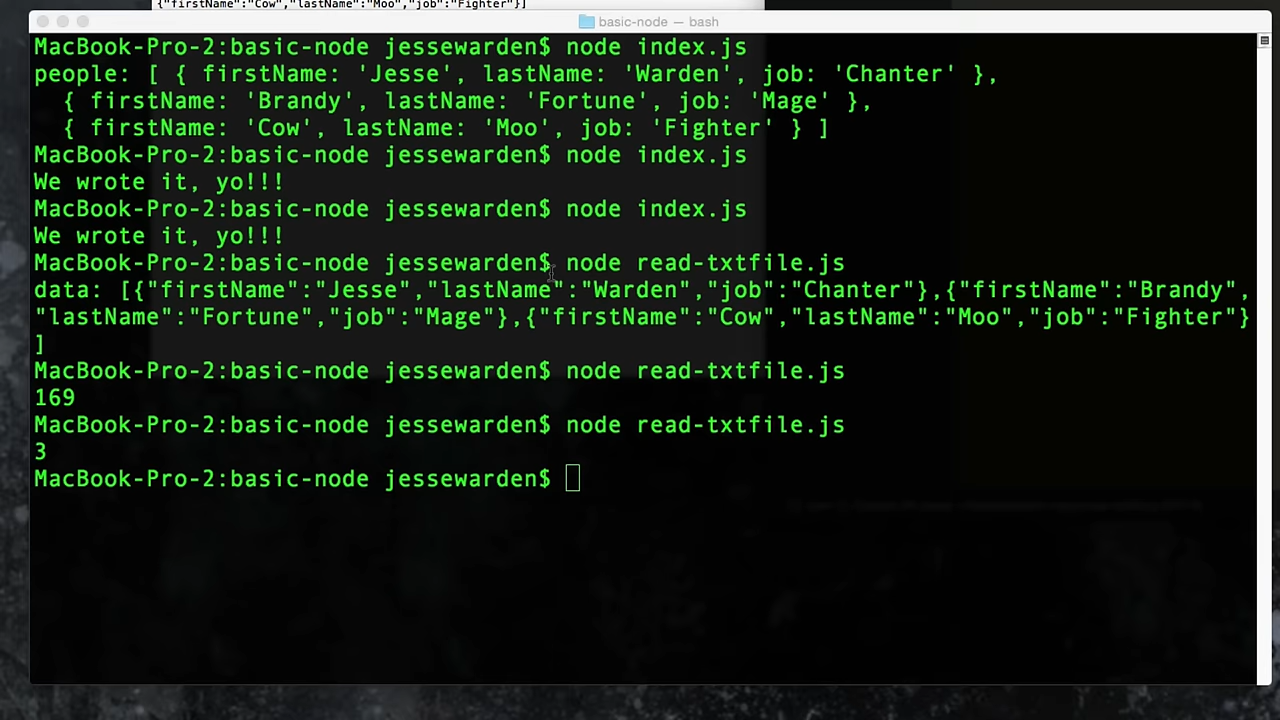 {"firstName":"Cow","lastName":"Moo","job":"Fighter"}]
basic-node — bash
MacBook-Pro-2:basic-node jessewarden$ node index.js
people: [ { firstName: 'Jesse', lastName: 'Warden', job: 'Chanter' },
{ firstName: 'Brandy', lastName: 'Fortune', job: 'Mage' },
{ firstName: 'Cow', lastName: 'Moo', job: 'Fighter' } ]
MacBook-Pro-2:basic-node jessewarden$ node index.js
We wrote it, yo!!!
MacBook-Pro-2:basic-node jessewarden$ node index.js
We wrote it, yo!!!
MacBook-Pro-2:basic-node jessewarden$ node read-txtfile.js
data: [{"firstName":"Jesse","lastName":"Warden","job":"Chanter"},{"firstName":"Brandy",
"lastName":"Fortune","job":"Mage"},{"firstName":"Cow","lastName":"Moo","job":"Fighter"}
]
MacBook-Pro-2:basic-node jessewarden$ node read-txtfile.js
169
MacBook-Pro-2:basic-node jessewarden$ node read-txtfile.js
3
MacBook-Pro-2:basic-node jessewarden$